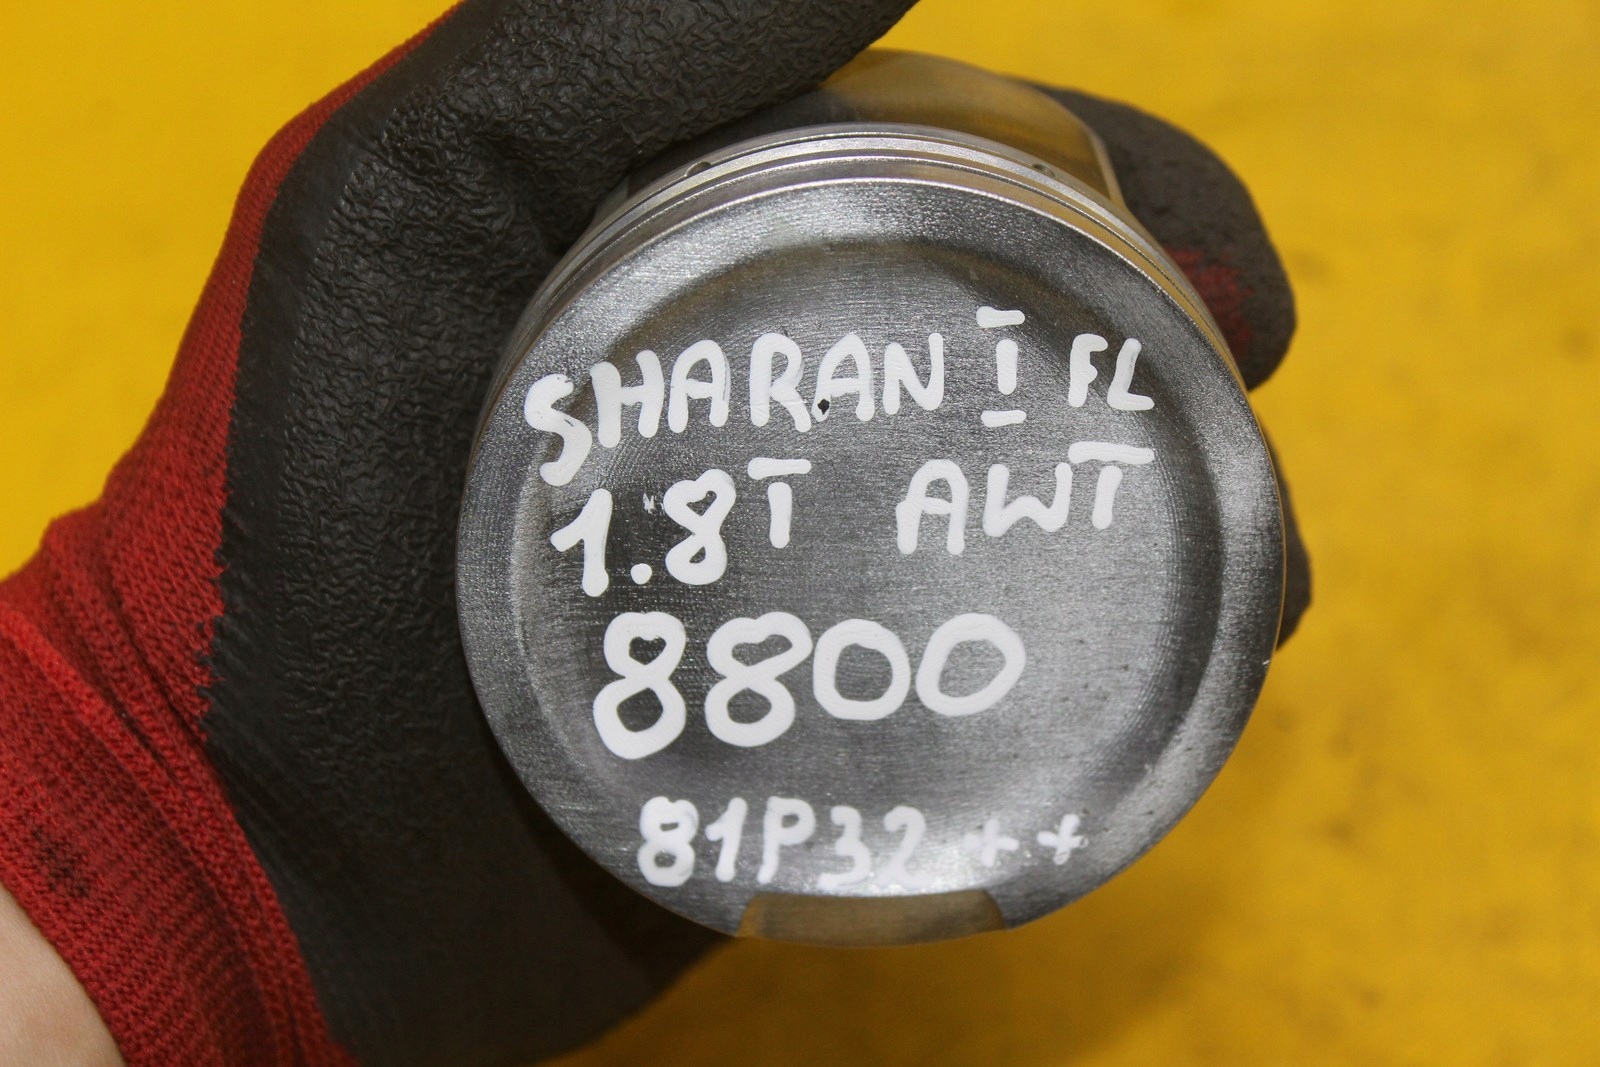 SHARAN I FL
1.8T AWT
8800
81P32++